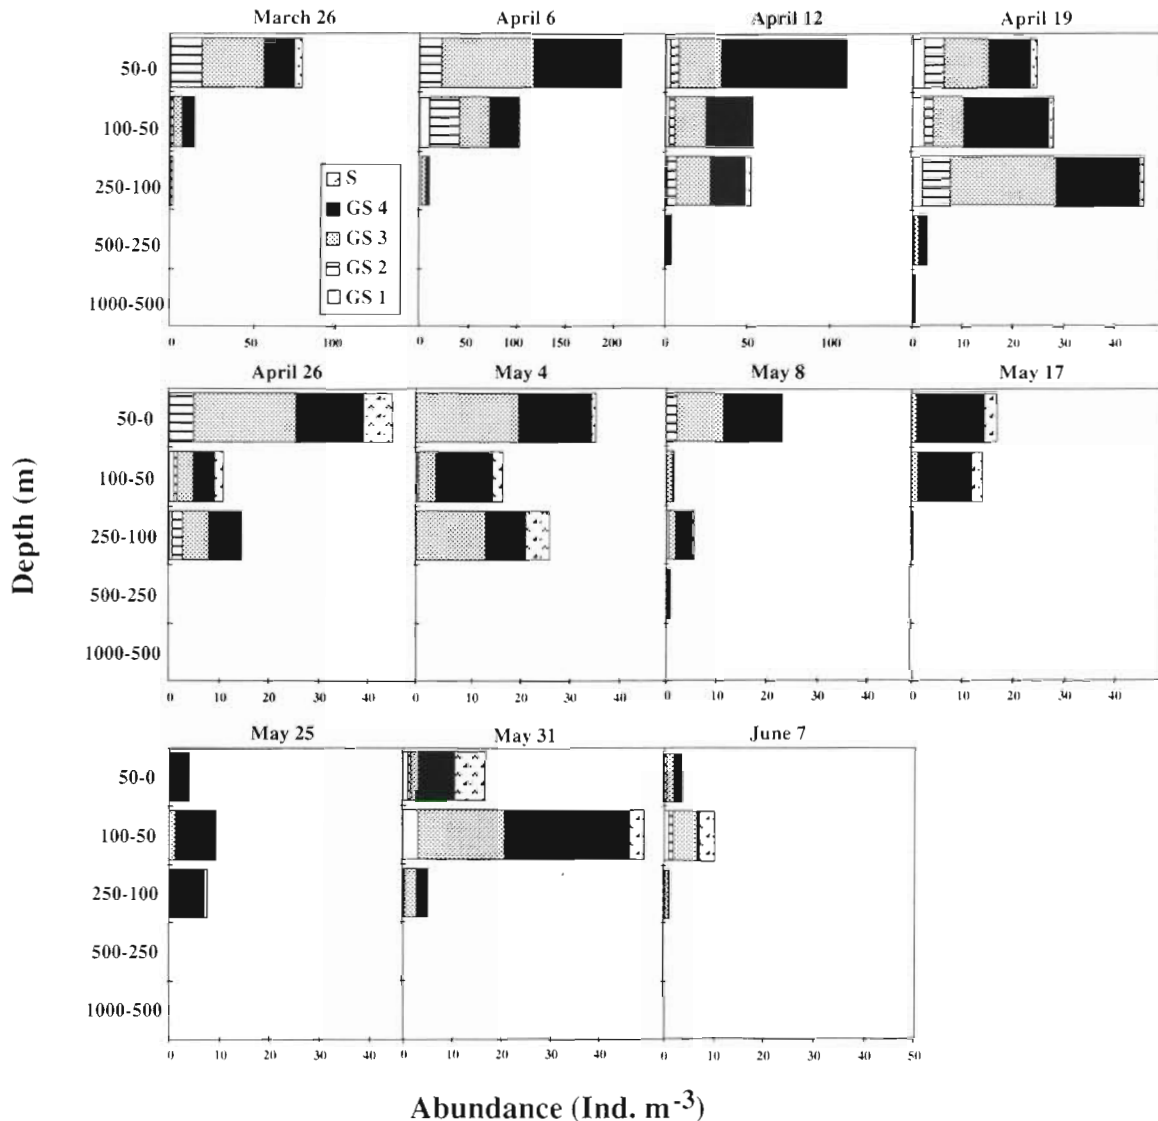 March 26 April 6 April 12 April 19
50-0
100-50
250-100
500-250
1000-500
S
GS 4
GS 3
GS 2
GS 1
0 50 100 0 50 100 150 200 0 50 100 0 10 20 30 40
April 26 May 4 May 8 May 17
50-0
100-50
250-100
500-250
1000-500
0 10 20 30 40 0 10 20 30 40 0 10 20 30 40 0 10 20 30 40
May 25 May 31 June 7
50-0
100-50
250-100
500-250
1000-500
0 10 20 30 40 0 10 20 30 40 0 10 20 30 40 50
Depth (m)
Abundance (Ind. m-3)